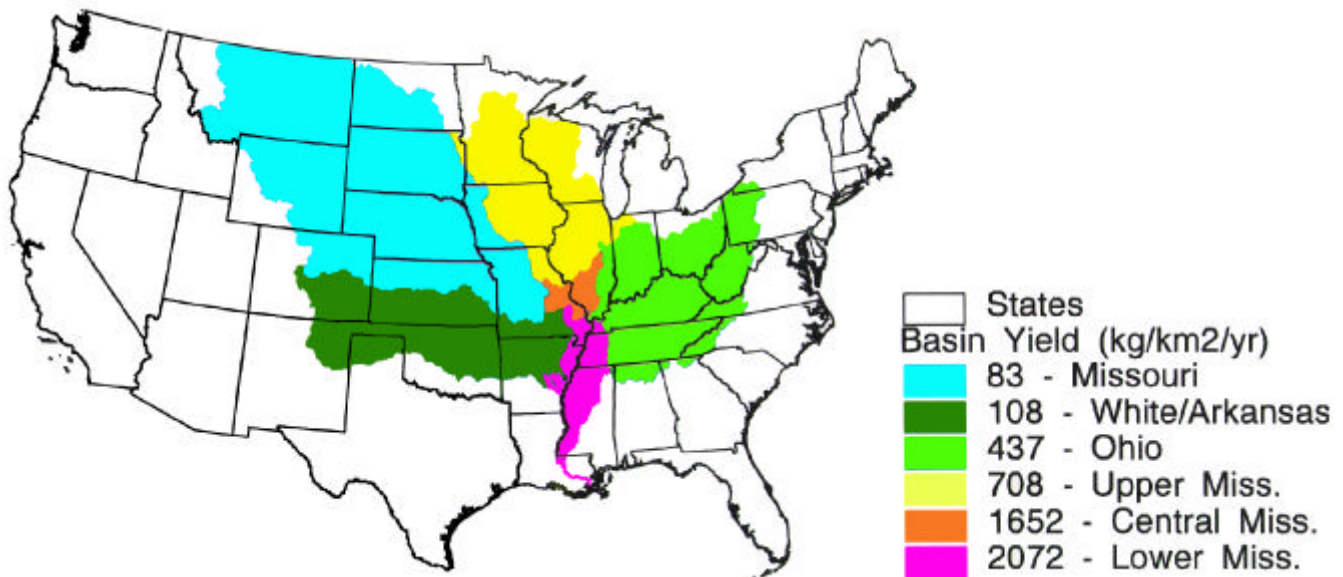 States
Basin Yield (kg/km2/yr)
83 - Missouri
108 - White/Arkansas
437 - Ohio
708 - Upper Miss.
1652 - Central Miss.
2072 - Lower Miss.